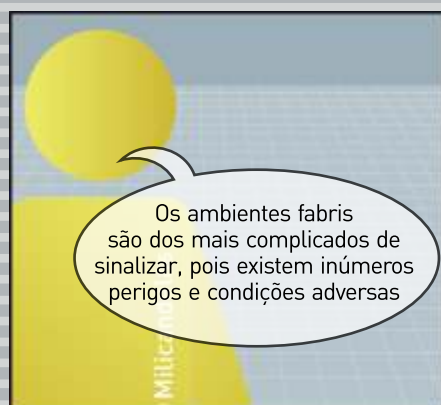 Os ambientes fabris
são dos mais complicados de
sinalizar, pois existem inúmeros
perigos e condições adversas